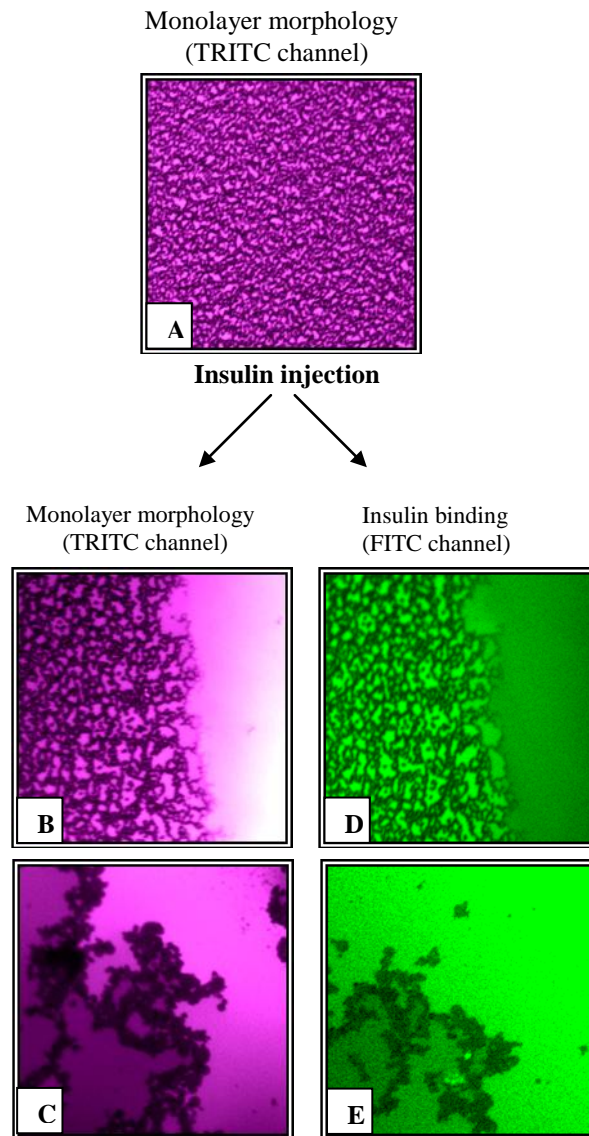 Monolayer morphology
(TRITC channel)
A
Insulin injection
Monolayer morphology
(TRITC channel)
Insulin binding
(FITC channel)
B
D
C
E